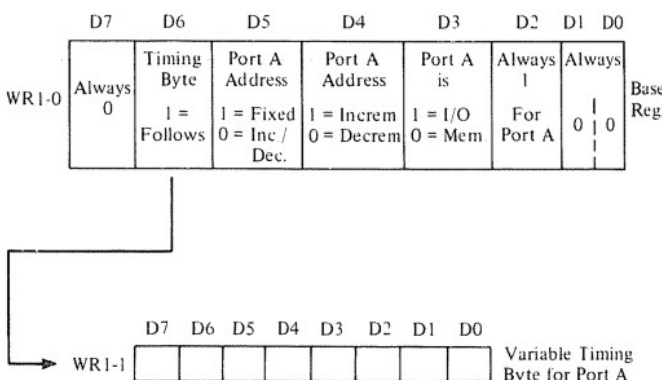 D7 D6 D5 D4 D3 D2 D1 D0
WR1-0
Always
0
Timing
Byte
1 =
Follows
Port A
Address
1 = Fixed
0 = Inc /
Dec.
Port A
Address
1 = Increm
0 = Decrem
Port A
is
1 = I/O
0 = Mem
Always
1
For
Port A
Always
0 0
Base
Reg.
D7 D6 D5 D4 D3 D2 D1 D0
WR1-1
Variable Timing
Byte for Port A